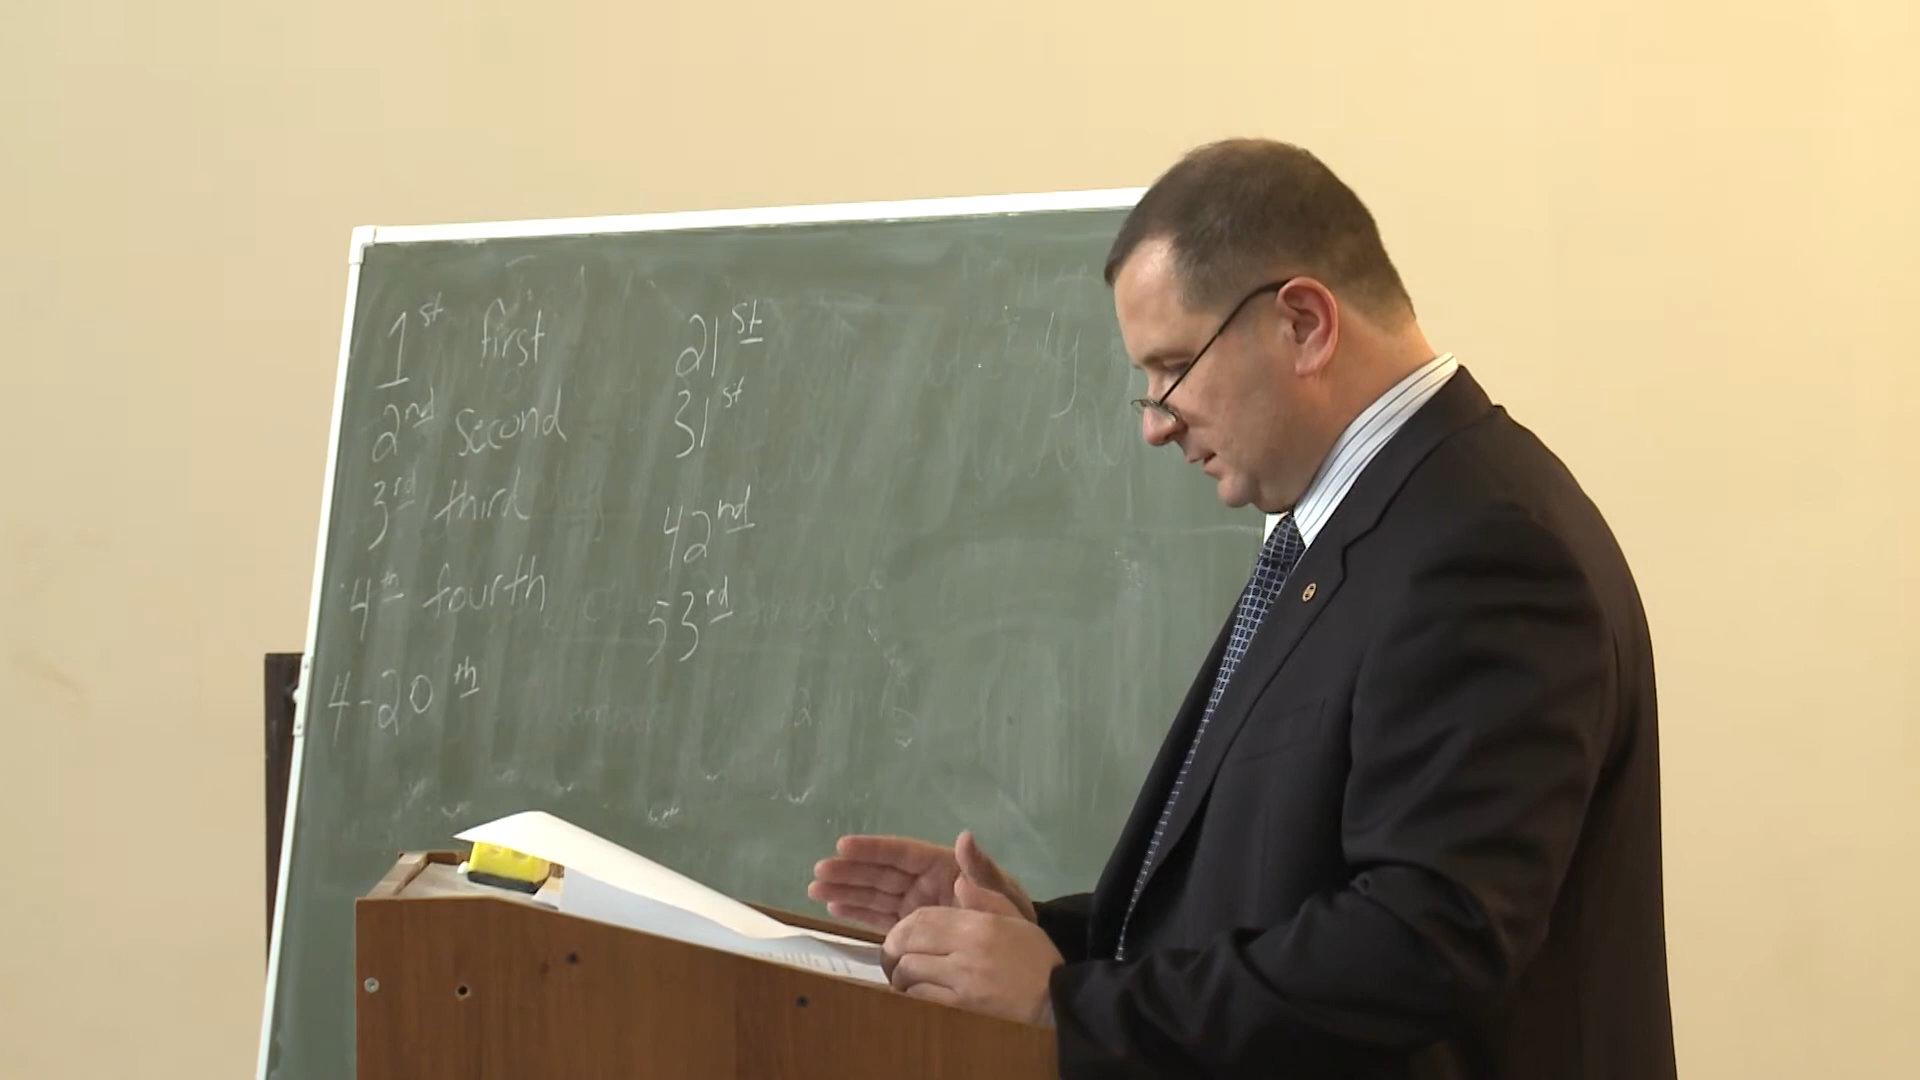 1st first
2nd second
3rd third
4th fourth
4-20th
21st
31st
42nd
53rd